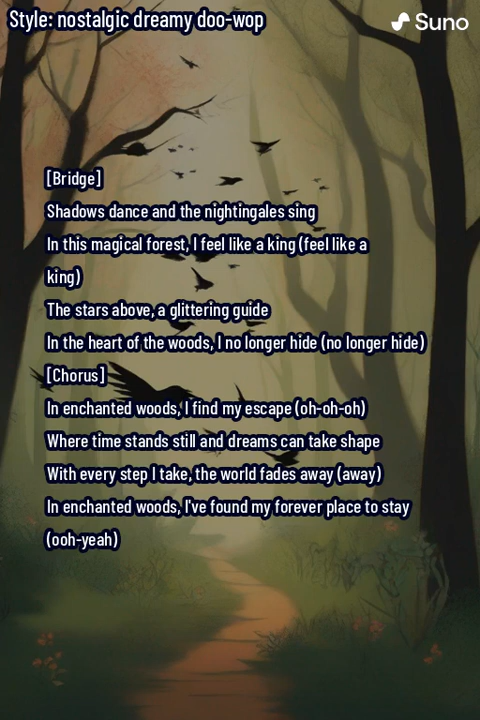 Style: nostalgic dreamy doo-wop
Suno
[Bridge]
Shadows dance and the nightingales sing
In this magical forest, I feel like a king (feel like a
king)
The stars above, a glittering guide
In the heart of the woods, I no longer hide (no longer hide)
[Chorus]
In enchanted woods, I find my escape (oh-oh-oh)
Where time stands still and dreams can take shape
With every step I take, the world fades away (away)
In enchanted woods, I've found my forever place to stay
(ooh-yeah)